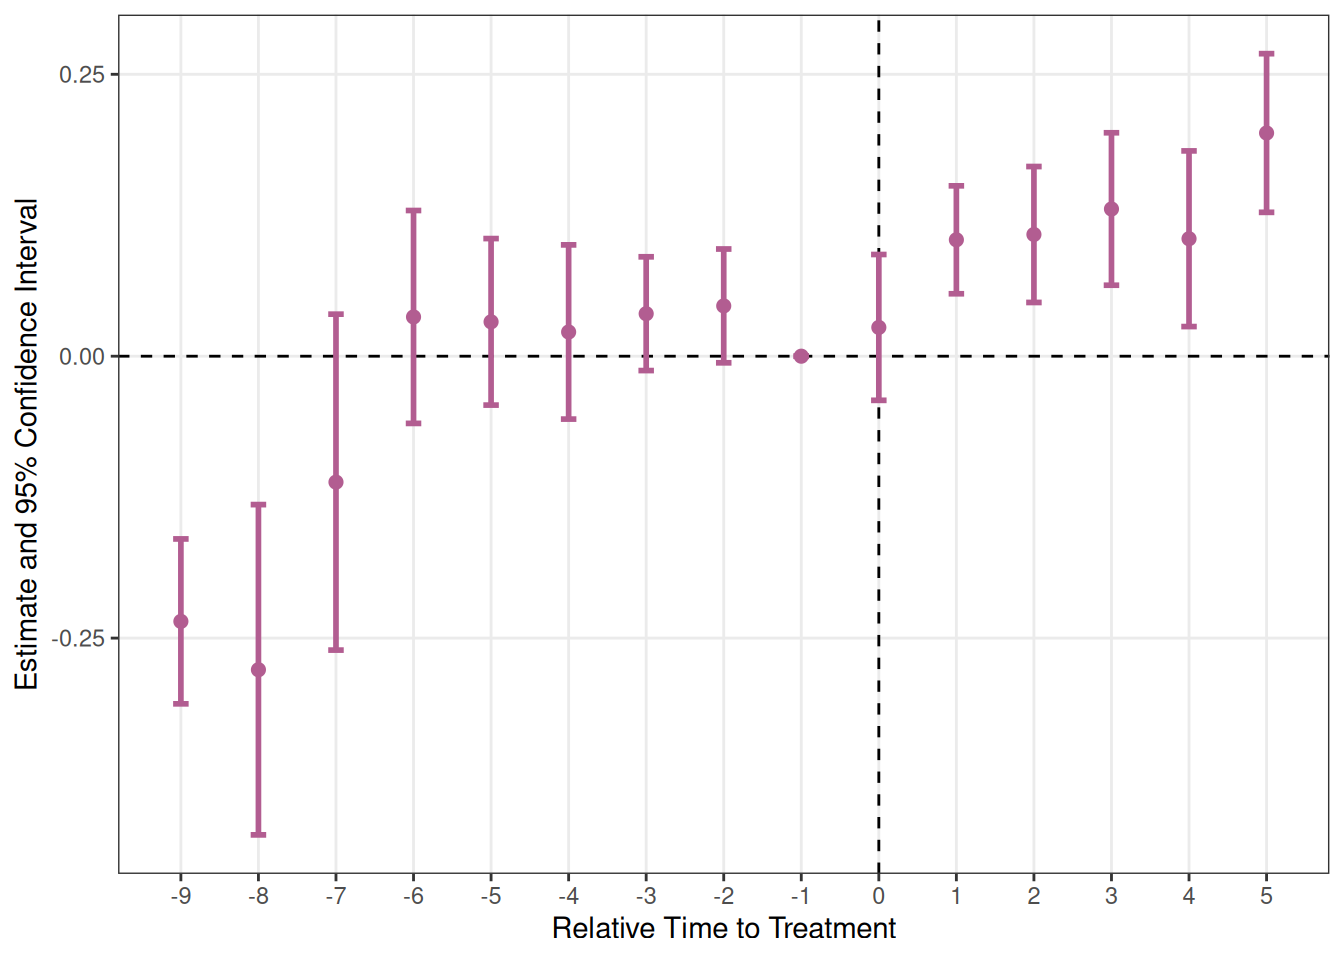 Estimate and 95% Confidence Interval
0.25
0.00
-0.25
-9 -8 -7 -6 -5 -4 -3 -2 -1 0 1 2 3 4 5
Relative Time to Treatment